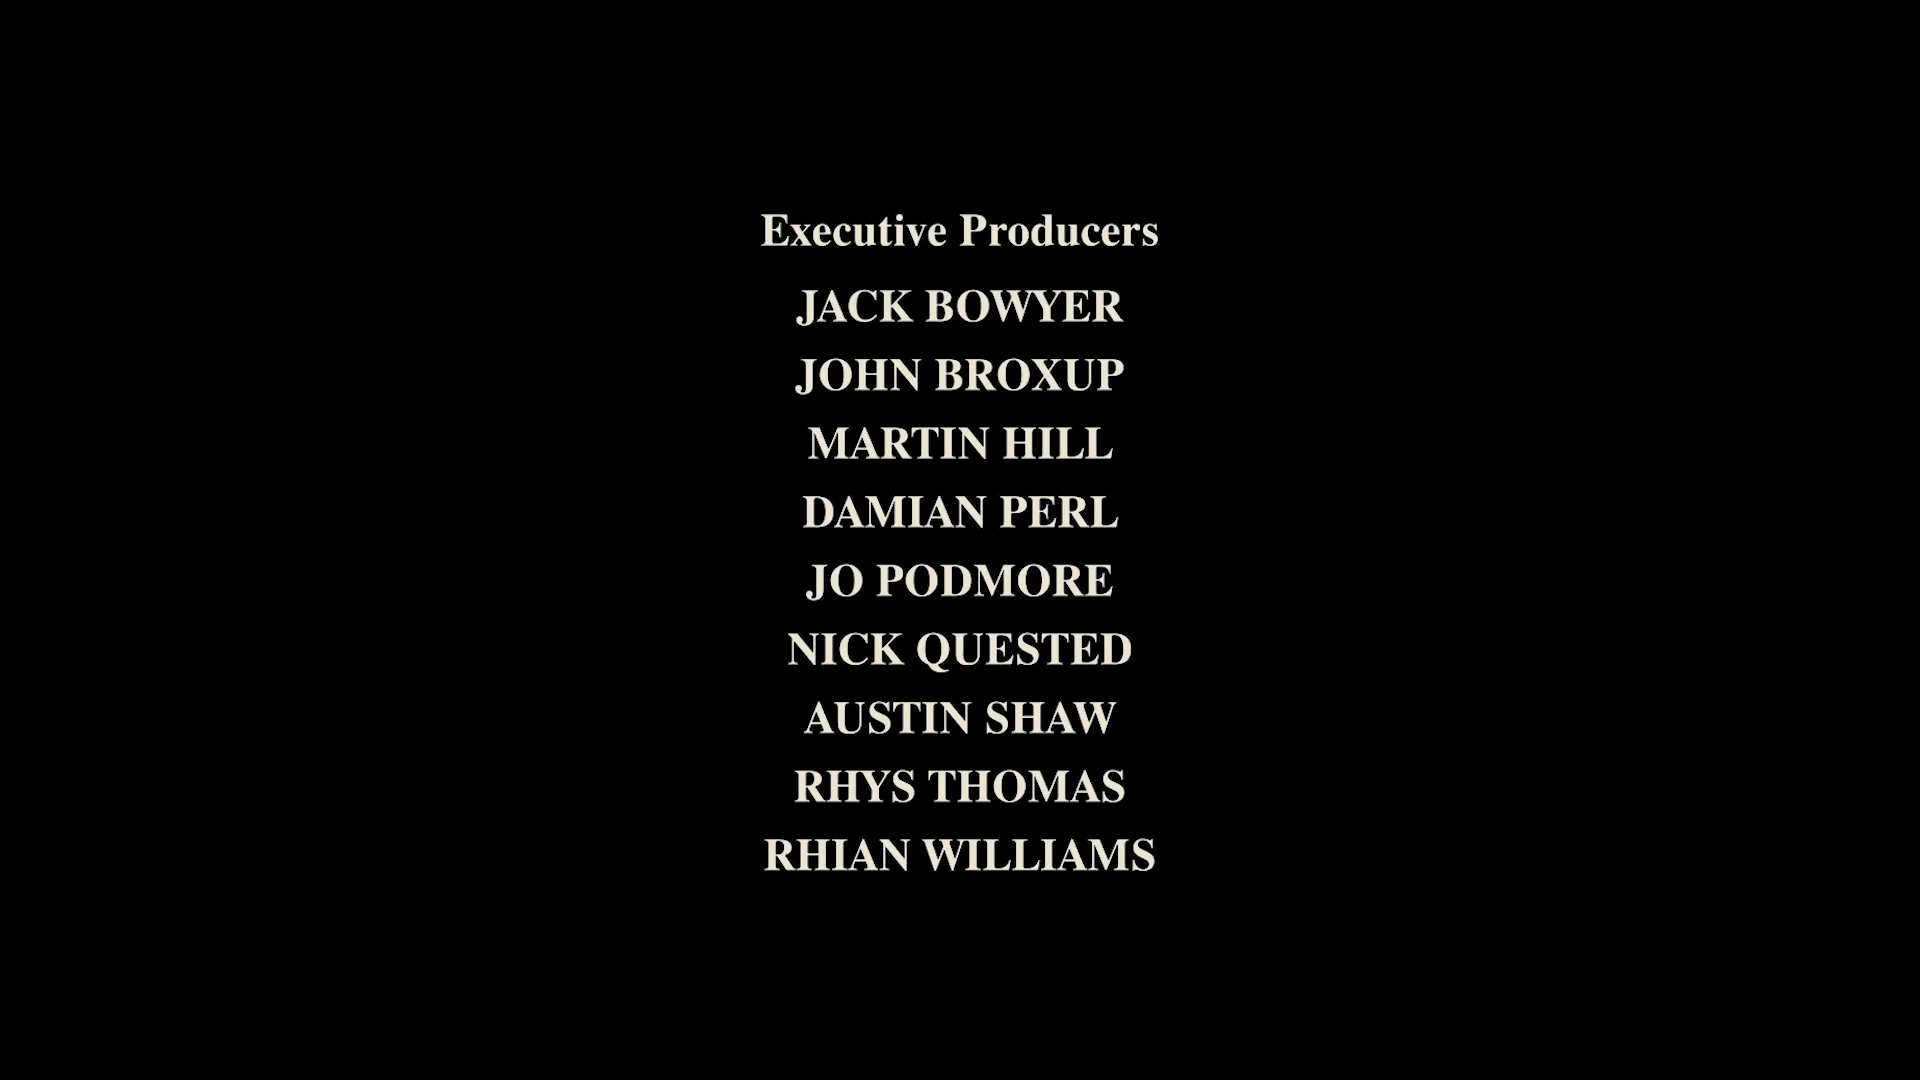 Executive Producers
JACK BOWYER
JOHN BROXUP
MARTIN HILL
DAMIAN PERL
JO PODMORE
NICK QUESTED
AUSTIN SHAW
RHYS THOMAS
RHIAN WILLIAMS